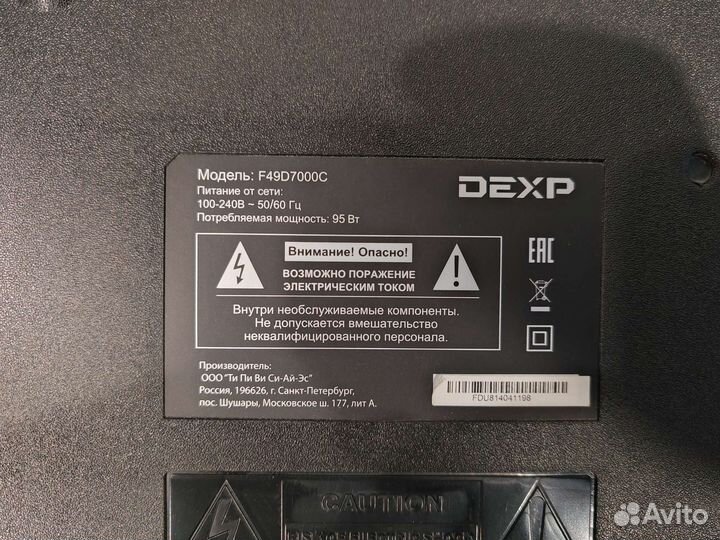 Модель: F49D7000C
DEXP
Питание от сети:
100-240В ~ 50/60 Гц
Потребляемая мощность: 95 Вт
Внимание! Опасно!
ВОЗМОЖНО ПОРАЖЕНИЕ
ЭЛЕКТРИЧЕСКИМ ТОКОМ
Внутри необслуживаемые компоненты.
Не допускается вмешательство
неквалифицированного персонала.
EAC
Производитель:
ООО "Ти Пи Ви Си-Ай-Эс"
Россия, 196626, г. Санкт-Петербург,
пос. Шушары, Московское ш. 177, лит А.
FDU814041198
CAUTION
Avito